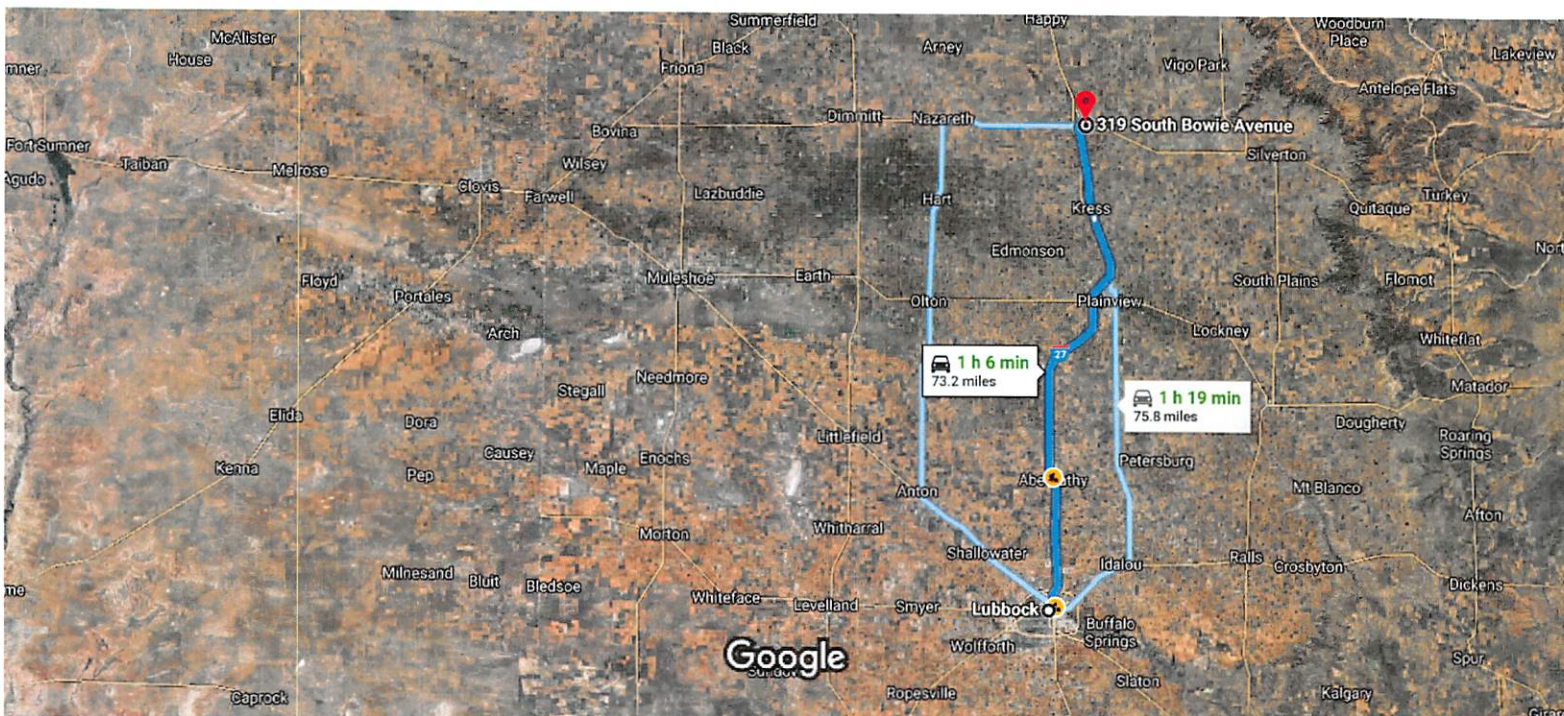 Summerfield
Happy
Woodburn
Place
McAlister
House
Black
Arney
Lakeview
mner
Friona
Vigo Park
Antelope Flats
Dimmitt
Nazareth
319 South Bowie Avenue
Bovina
Fort Sumner
Taiban
Melrose
Wilsey
Silverton
Agudo
Clovis
Farwell
Lazbuddie
Hart
Kress
Quitaque
Turkey
Edmonson
Nort
Floyd
Muleshoe
Earth
South Plains
Flomot
Portales
Olton
Plainview
Arch
Lockney
Whiteflat
27
1 h 6 min
73.2 miles
Needmore
Stegall
Matador
1 h 19 min
75.8 miles
Elida
Dora
Dougherty
Littlefield
Roaring
Springs
Causey
Enochs
Kenna
Pep
Maple
Petersburg
Abernathy
Anton
Mt Blanco
Afton
Morton
Whitharral
Shallowater
Idalou
Ralls
Crosbyton
Milnesand
Bluit
Bledsoe
Dickens
me
Whiteface
Levelland
Smyer
Lubbock
Buffalo
Springs
Wolfforth
Google
Spur
Slaton
Caprock
Ropesville
Kalgary
Girar